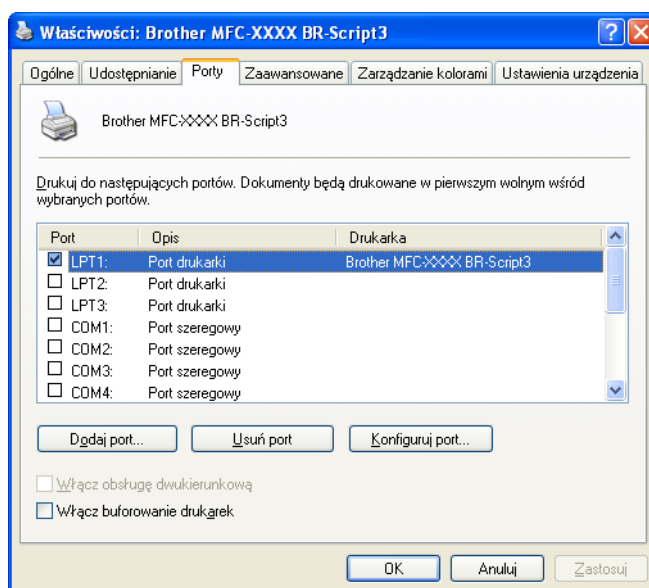 Właściwości: Brother MFC-XXXX BR-Script3
Ogólne Udostępnianie Porty Zaawansowane Zarządzanie kolorami Ustawienia urządzenia
Brother MFC-XXXX BR-Script3
Drukuj do następujących portów. Dokumenty będą drukowane w pierwszym wolnym wśród
wybranych portów.
Port Opis Drukarka
LPT1: Port drukarki Brother MFC-XXXX BR-Script3
LPT2: Port drukarki
LPT3: Port drukarki
COM1: Port szeregowy
COM2: Port szeregowy
COM3: Port szeregowy
COM4: Port szeregowy
Dodaj port... Usuń port Konfiguruj port...
Włącz obsługę dwukierunkową
Włącz buforowanie drukarek
OK Anuluj Zastosuj